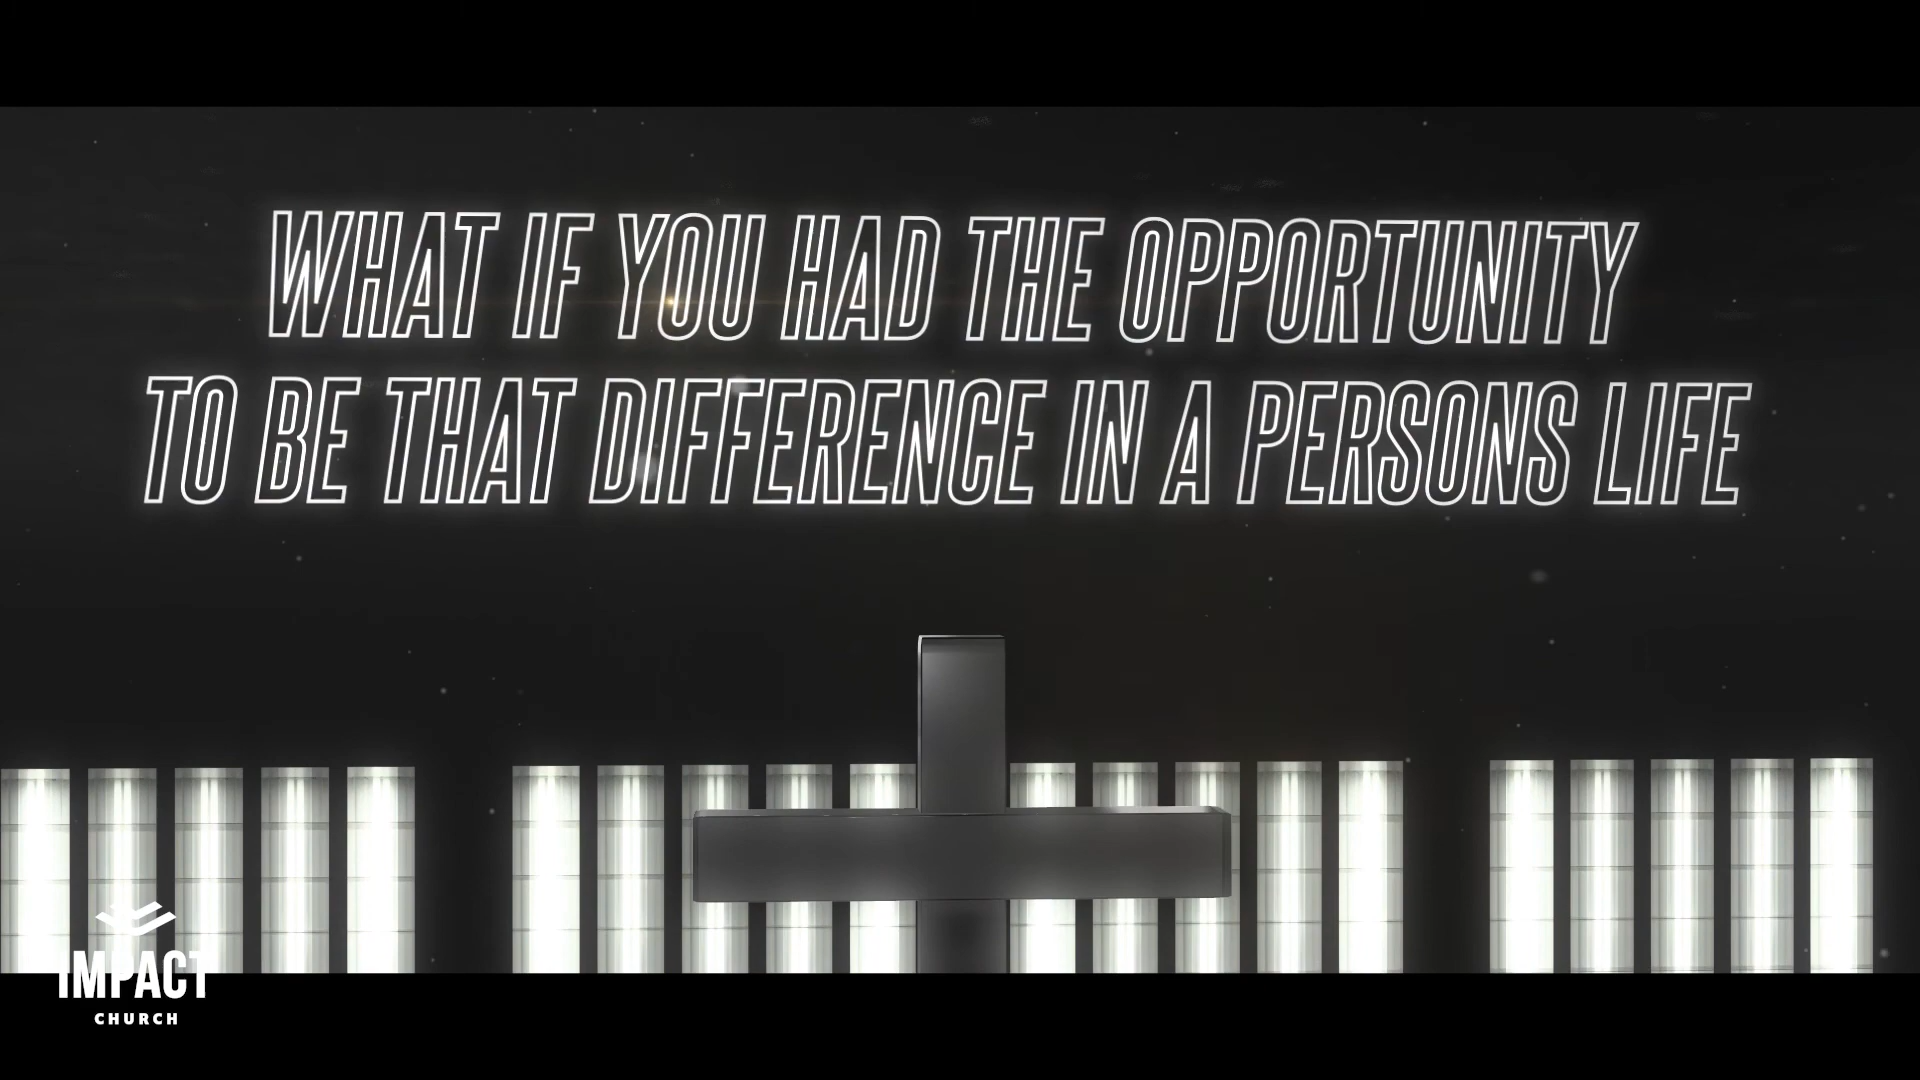 WHAT IF YOU HAD THE OPPORTUNITY
TO BE THAT DIFFERENCE IN A PERSONS LIFE
IMPACT
CHURCH